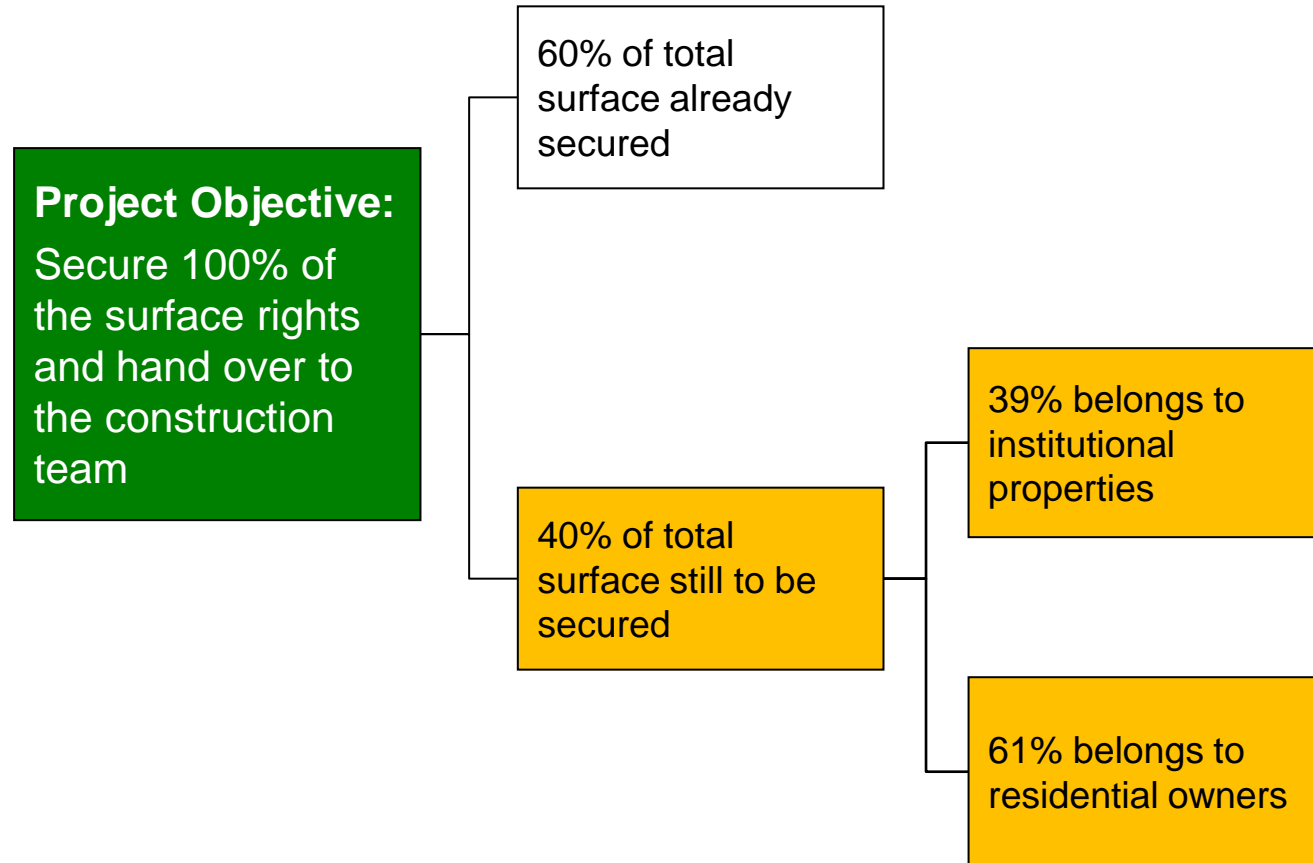 60% of total
surface already
secured
Project Objective:
Secure 100% of
the surface rights
and hand over to
the construction
team
39% belongs to
institutional
properties
40% of total
surface still to be
secured
61% belongs to
residential owners